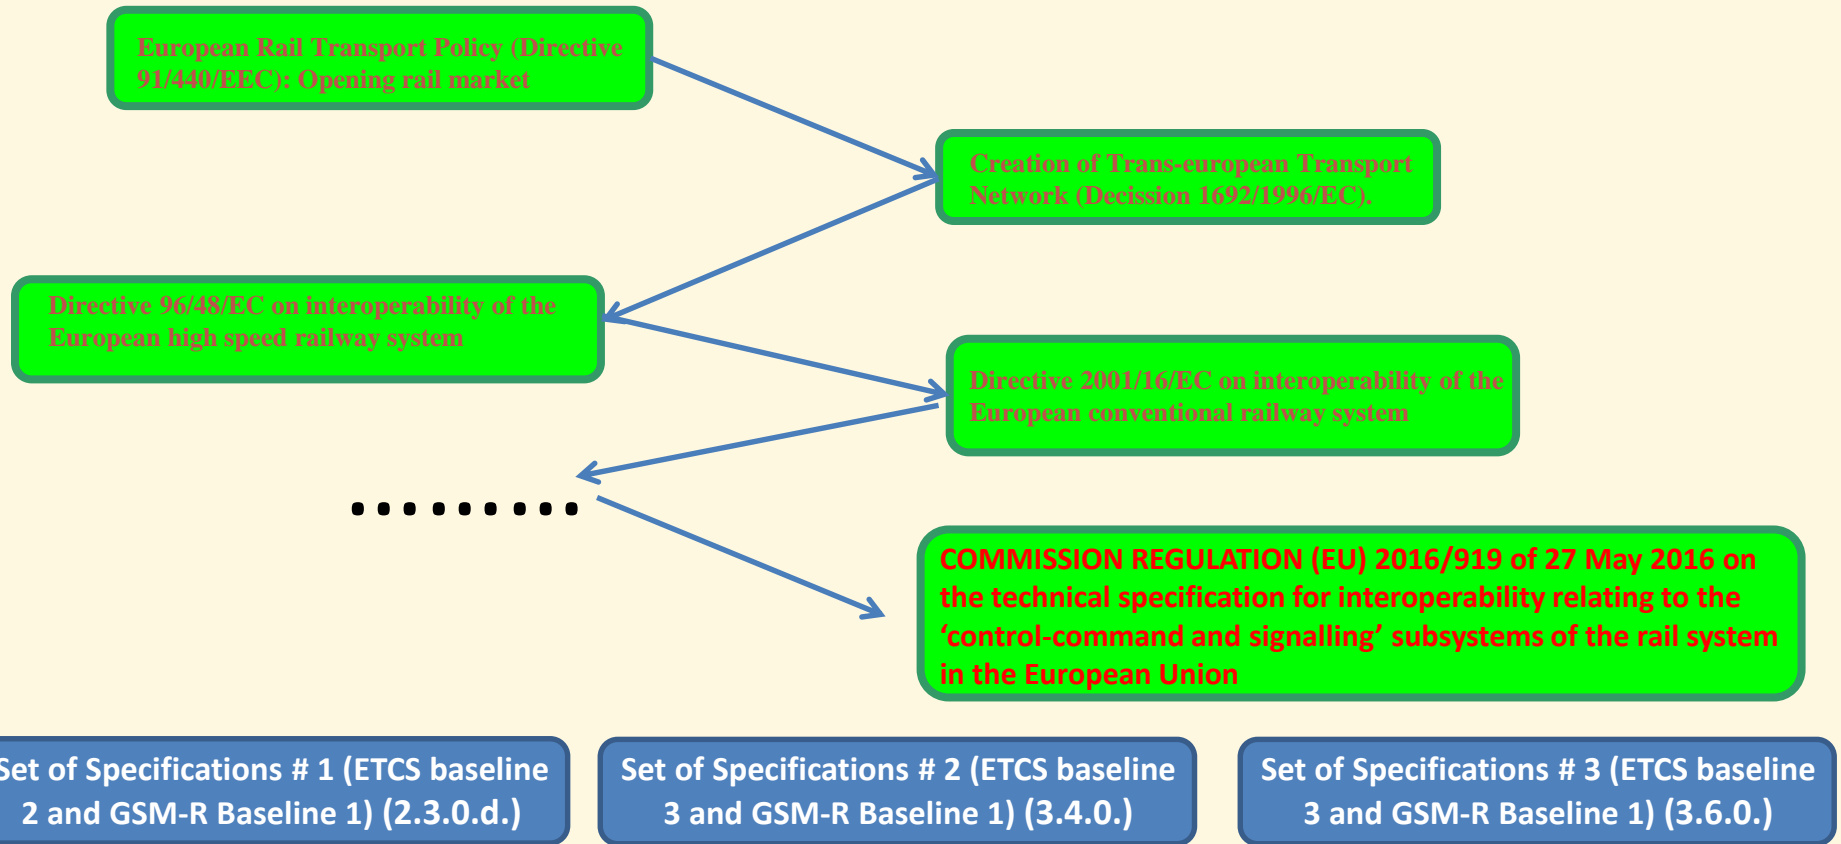 European Rail Transport Policy (Directive
91/440/EEC): Opening rail market
Creation of Trans-european Transport
Network (Decission 1692/1996/EC).
Directive 96/48/EC on interoperability of the
European high speed railway system
Directive 2001/16/EC on interoperability of the
European conventional railway system
.........
COMMISSION REGULATION (EU) 2016/919 of 27 May 2016 on
the technical specification for interoperability relating to the
‘control-command and signalling’ subsystems of the rail system
in the European Union
Set of Specifications # 1 (ETCS baseline
2 and GSM-R Baseline 1) (2.3.0.d.)
Set of Specifications # 2 (ETCS baseline
3 and GSM-R Baseline 1) (3.4.0.)
Set of Specifications # 3 (ETCS baseline
3 and GSM-R Baseline 1) (3.6.0.)